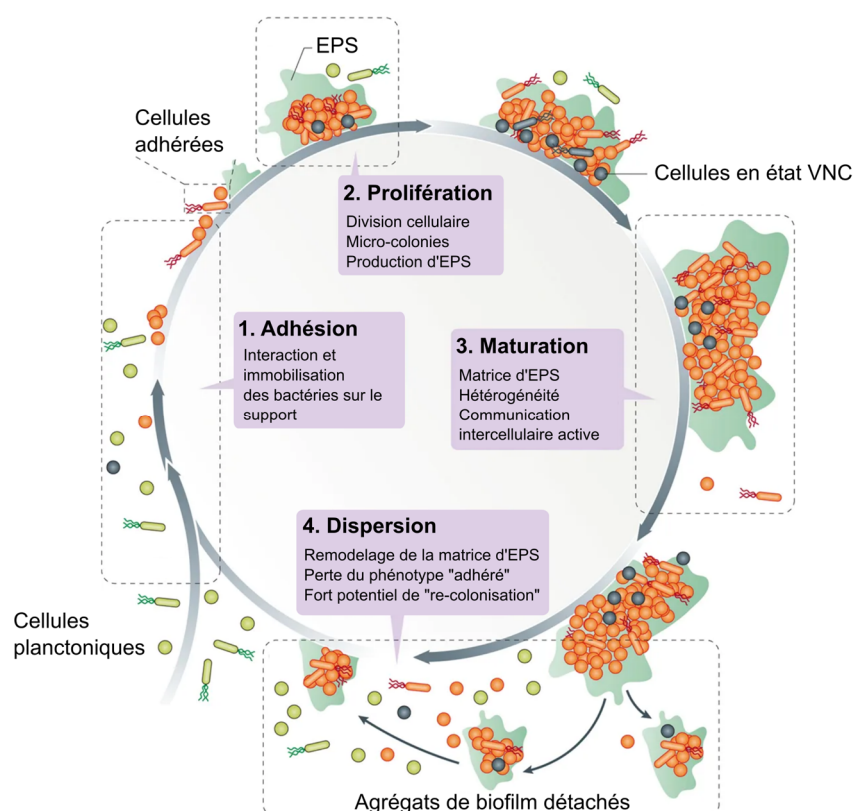 EPS
Cellules
adhérées
Cellules en état VNC
2. Prolifération
Division cellulaire
Micro-colonies
Production d'EPS
1. Adhésion
Interaction et
immobilisation
des bactéries sur le
support
3. Maturation
Matrice d'EPS
Hétérogénéité
Communication
intercellulaire active
4. Dispersion
Remodelage de la matrice d'EPS
Perte du phénotype "adhéré"
Fort potentiel de "re-colonisation"
Cellules
planctoniques
Agrégats de biofilm détachés